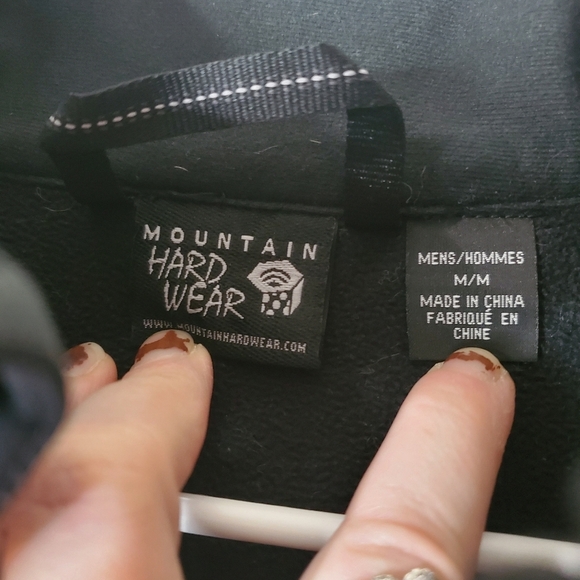 MOUNTAIN
HARD
WEAR
WWW.MOUNTAINHARDWEAR.COM
MENS/HOMMES
M/M
MADE IN CHINA
FABRIQUÉ EN
CHINE